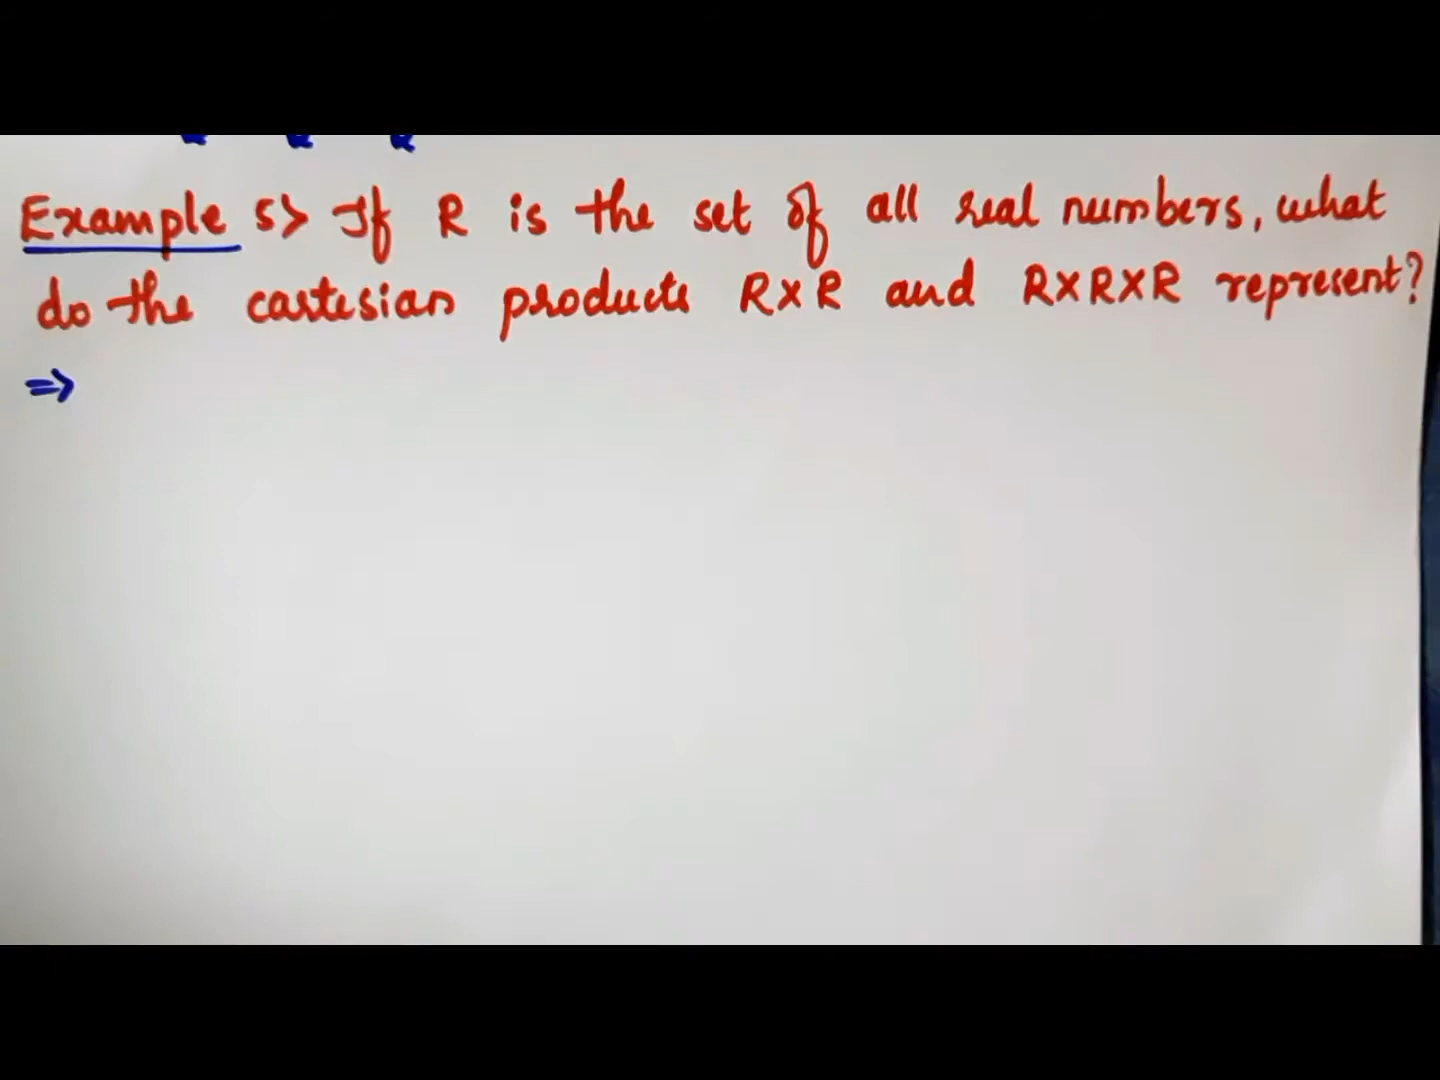 Example 5> If R is the set of all real numbers, what
do the cartesian products R×R and R×R×R represent?
⇒